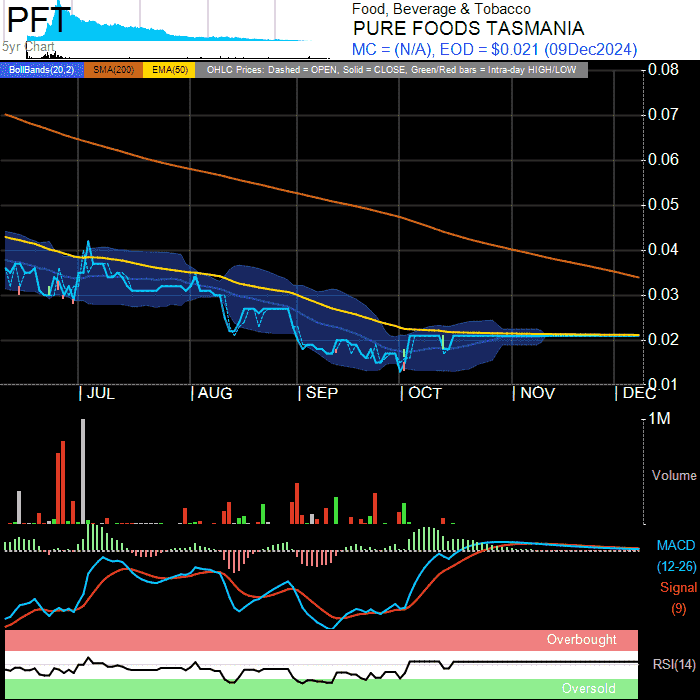 PFT
5yr Chart
Food, Beverage & Tobacco
PURE FOODS TASMANIA
MC = (N/A), EOD = $0.021 (09Dec2024)
BollBands(20,2) SMA(200) EMA(50) OHLC Prices: Dashed = OPEN, Solid = CLOSE, Green/Red bars = Intra-day HIGH/LOW
0.08
0.07
0.06
0.05
0.04
0.03
0.02
0.01
JUL AUG SEP OCT NOV DEC
1M
Volume
MACD
(12-26)
Signal
(9)
Overbought
RSI(14)
Oversold